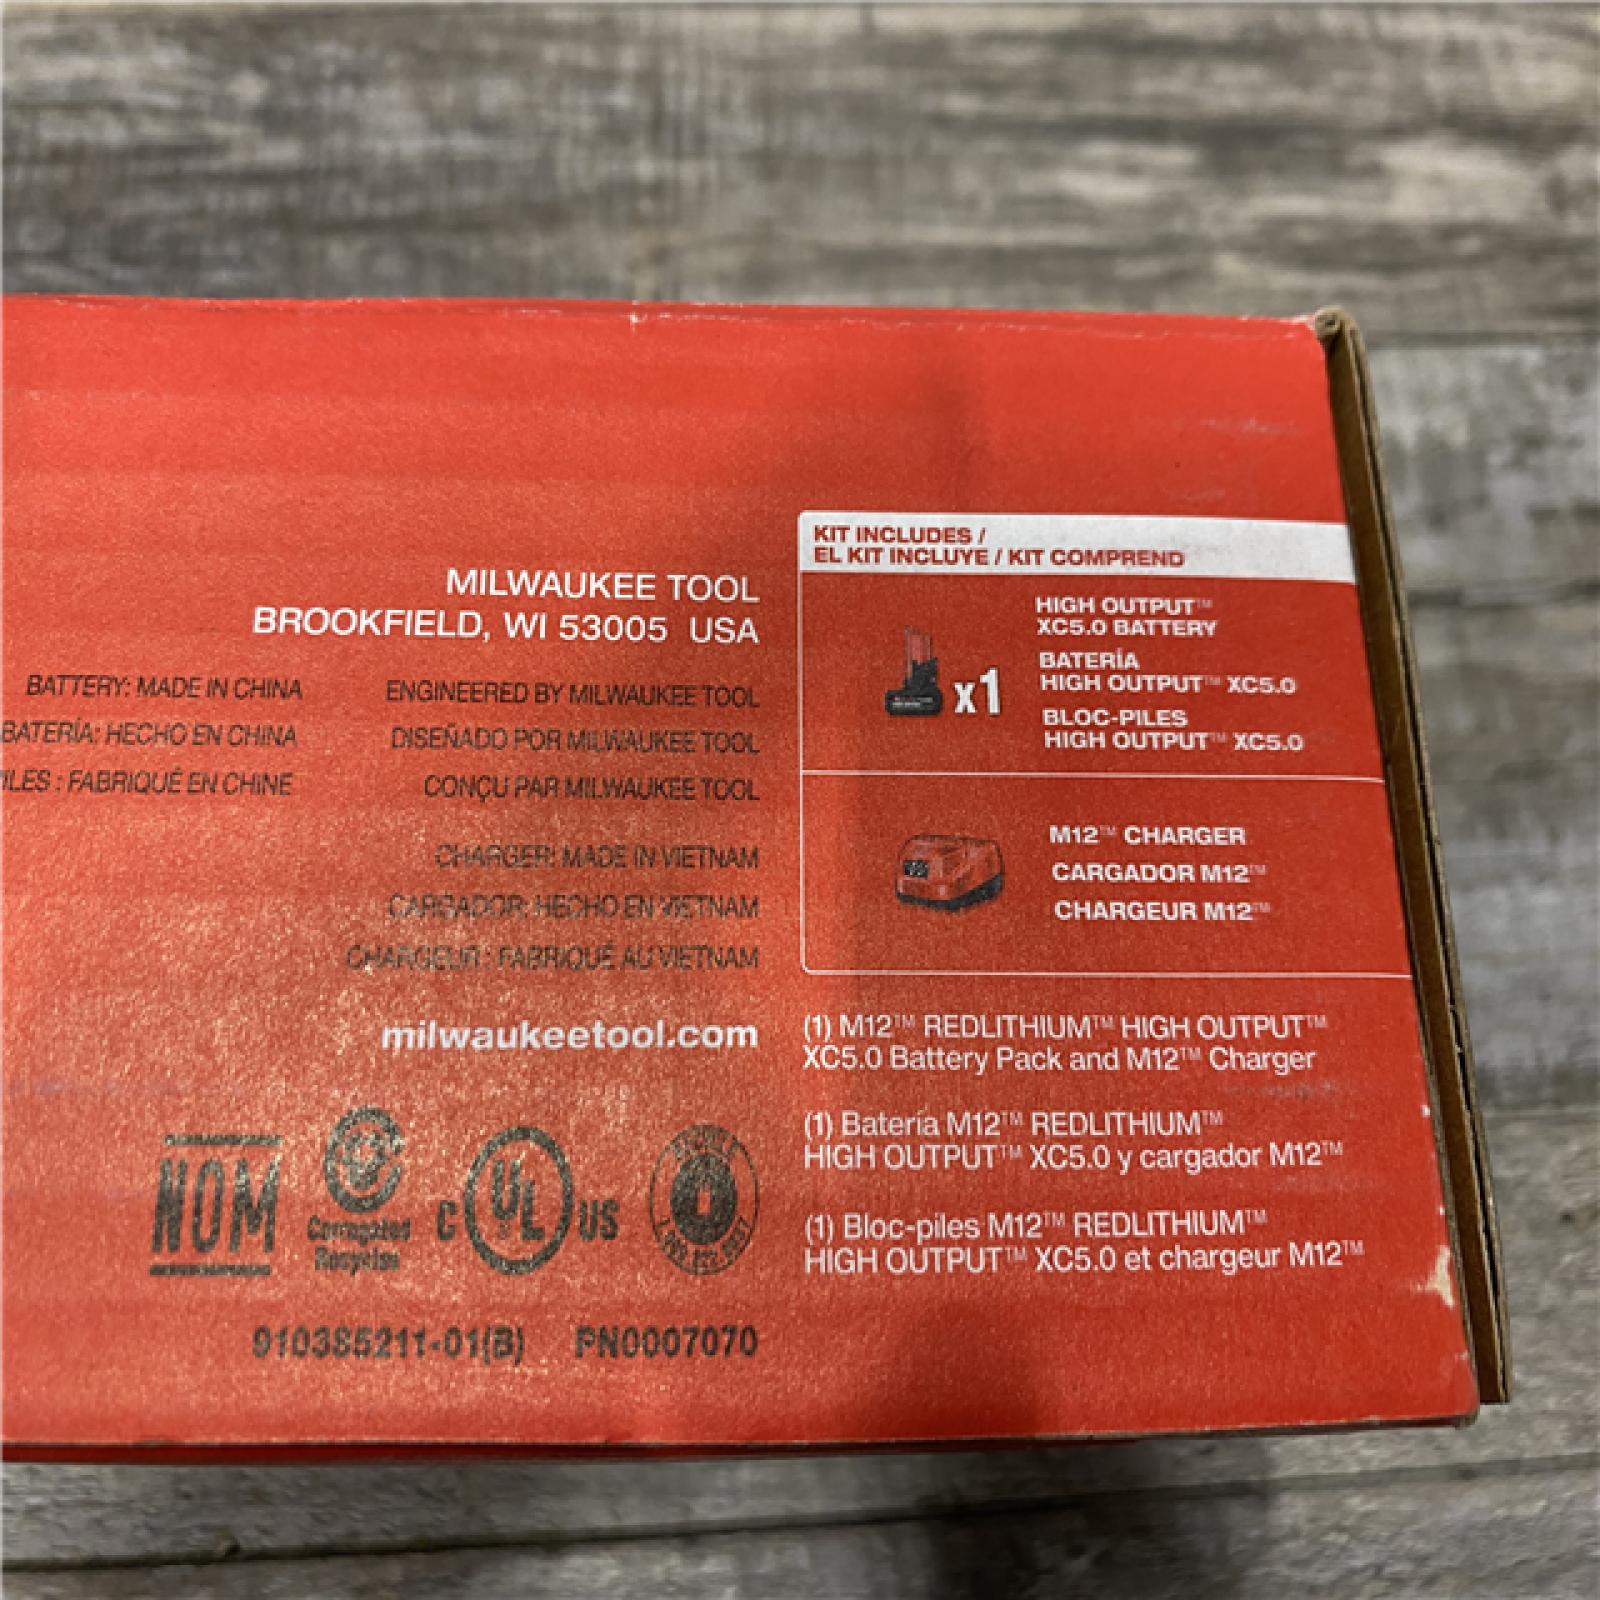 MILWAUKEE TOOL
BROOKFIELD, WI 53005 USA
BATTERY: MADE IN CHINA
BATERÍA: HECHO EN CHINA
ILES : FABRIQUÉ EN CHINE
ENGINEERED BY MILWAUKEE TOOL
DISEÑADO POR MILWAUKEE TOOL
CONÇU PAR MILWAUKEE TOOL
CHARGER: MADE IN VIETNAM
CARGADOR: HECHO EN VIETNAM
CHARGEUR : FABRIQUÉ AU VIETNAM
milwaukeetool.com
NOM
Corrugated
Recycles
C UL US
910385211-01(B) PN0007070
KIT INCLUDES /
EL KIT INCLUYE / KIT COMPREND
x1
HIGH OUTPUT™
XC5.0 BATTERY
BATERÍA
HIGH OUTPUT™ XC5.0
BLOC-PILES
HIGH OUTPUT™ XC5.0
M12™ CHARGER
CARGADOR M12™
CHARGEUR M12™
(1) M12™ REDLITHIUM™ HIGH OUTPUT™
XC5.0 Battery Pack and M12™ Charger
(1) Batería M12™ REDLITHIUM™
HIGH OUTPUT™ XC5.0 y cargador M12™
(1) Bloc-piles M12™ REDLITHIUM™
HIGH OUTPUT™ XC5.0 et chargeur M12™